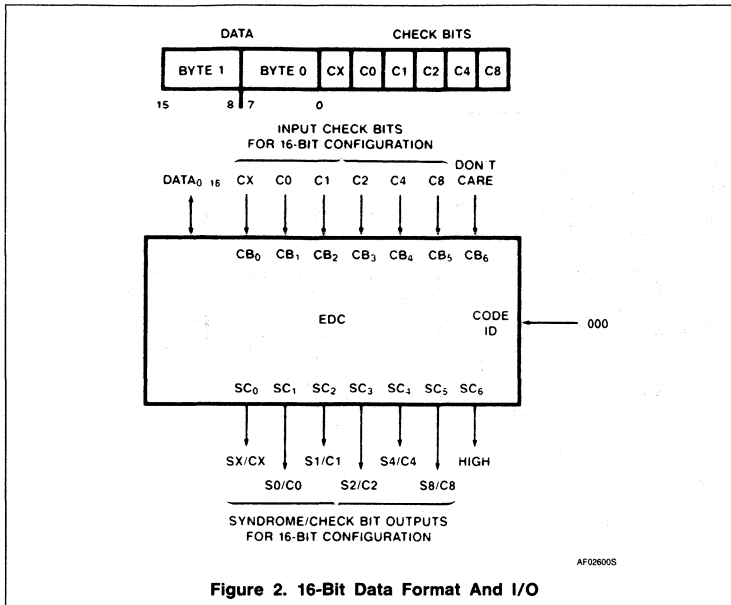 DATA CHECK BITS
BYTE 1 BYTE 0 CX C0 C1 C2 C4 C8
15 8 7 0
INPUT CHECK BITS
FOR 16-BIT CONFIGURATION
DATA0 15 CX C0 C1 C2 C4 C8 DON T
CARE
CB0 CB1 CB2 CB3 CB4 CB5 CB6
EDC CODE
ID 000
SC0 SC1 SC2 SC3 SC4 SC5 SC6
SX/CX S1/C1 S4/C4 HIGH
S0/C0 S2/C2 S8/C8
SYNDROME/CHECK BIT OUTPUTS
FOR 16-BIT CONFIGURATION
AF02600S
Figure 2. 16-Bit Data Format And I/O